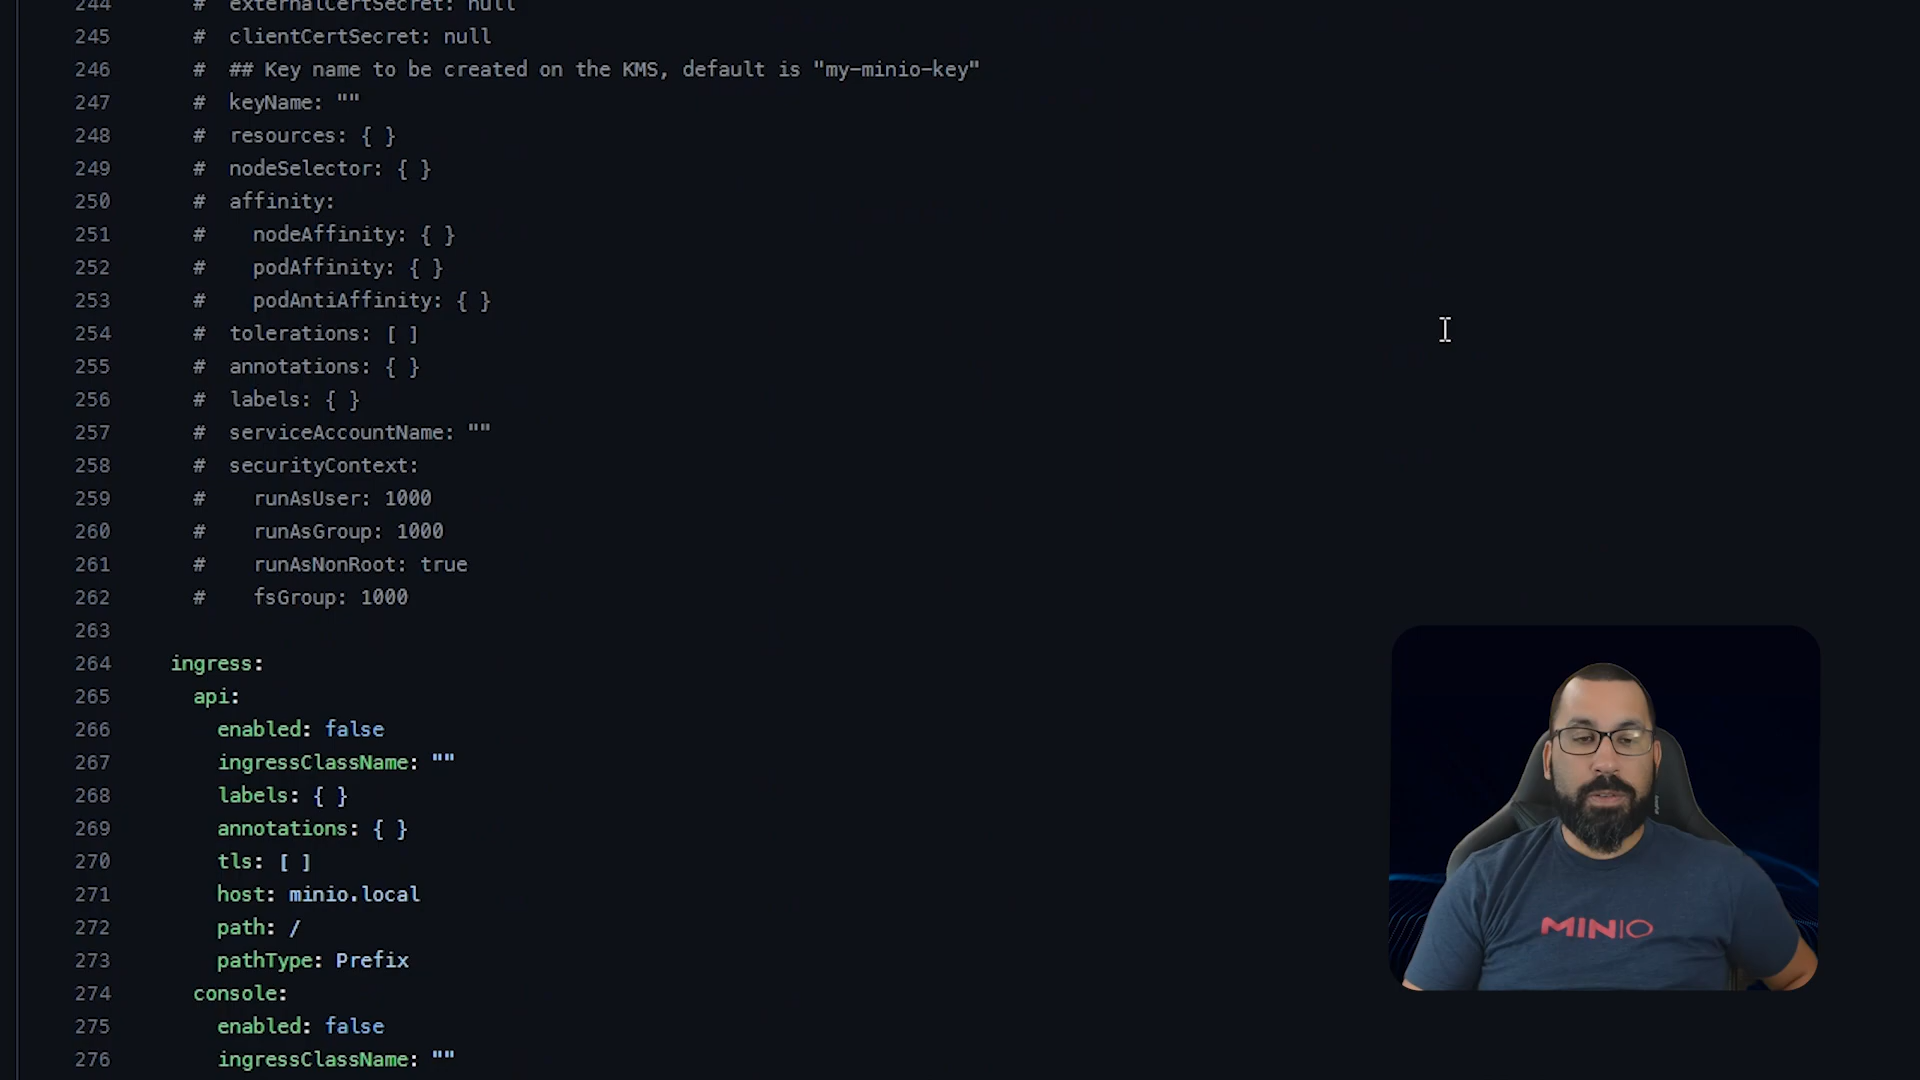 244 # externalCertSecret: null
245 # clientCertSecret: null
246 # ## Key name to be created on the KMS, default is "my-minio-key"
247 # keyName: ""
248 # resources: { }
249 # nodeSelector: { }
250 # affinity:
251 # nodeAffinity: { }
252 # podAffinity: { }
253 # podAntiAffinity: { }
254 # tolerations: [ ]
255 # annotations: { }
256 # labels: { }
257 # serviceAccountName: ""
258 # securityContext:
259 # runAsUser: 1000
260 # runAsGroup: 1000
261 # runAsNonRoot: true
262 # fsGroup: 1000
263
264 ingress:
265 api:
266 enabled: false
267 ingressClassName: ""
268 labels: { }
269 annotations: { }
270 tls: [ ]
271 host: minio.local
272 path: /
273 pathType: Prefix
274 console:
275 enabled: false
276 ingressClassName: ""
MINIO